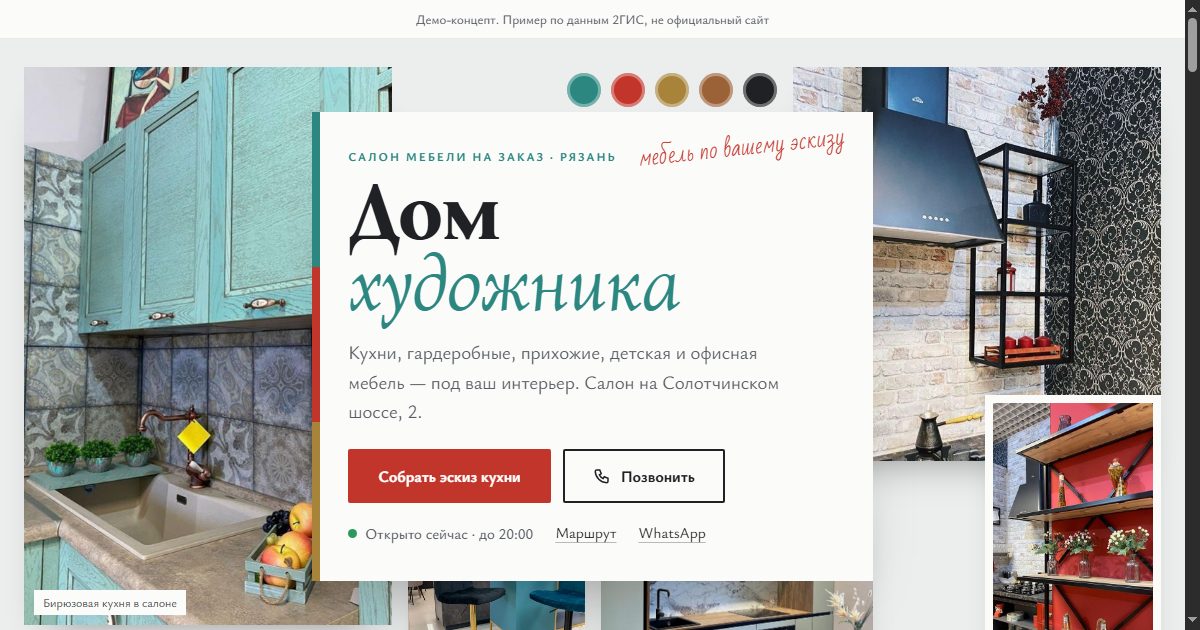 Демо-концепт. Пример по данным 2ГИС, не официальный сайт
САЛОН МЕБЕЛИ НА ЗАКАЗ · РЯЗАНЬ
мебель по вашему эскизу
Дом
художника
Кухни, гардеробные, прихожие, детская и офисная
мебель — под ваш интерьер. Салон на Солотчинском
шоссе, 2.
Собрать эскиз кухни
Позвонить
Открыто сейчас · до 20:00
Маршрут
WhatsApp
Бирюзовая кухня в салоне